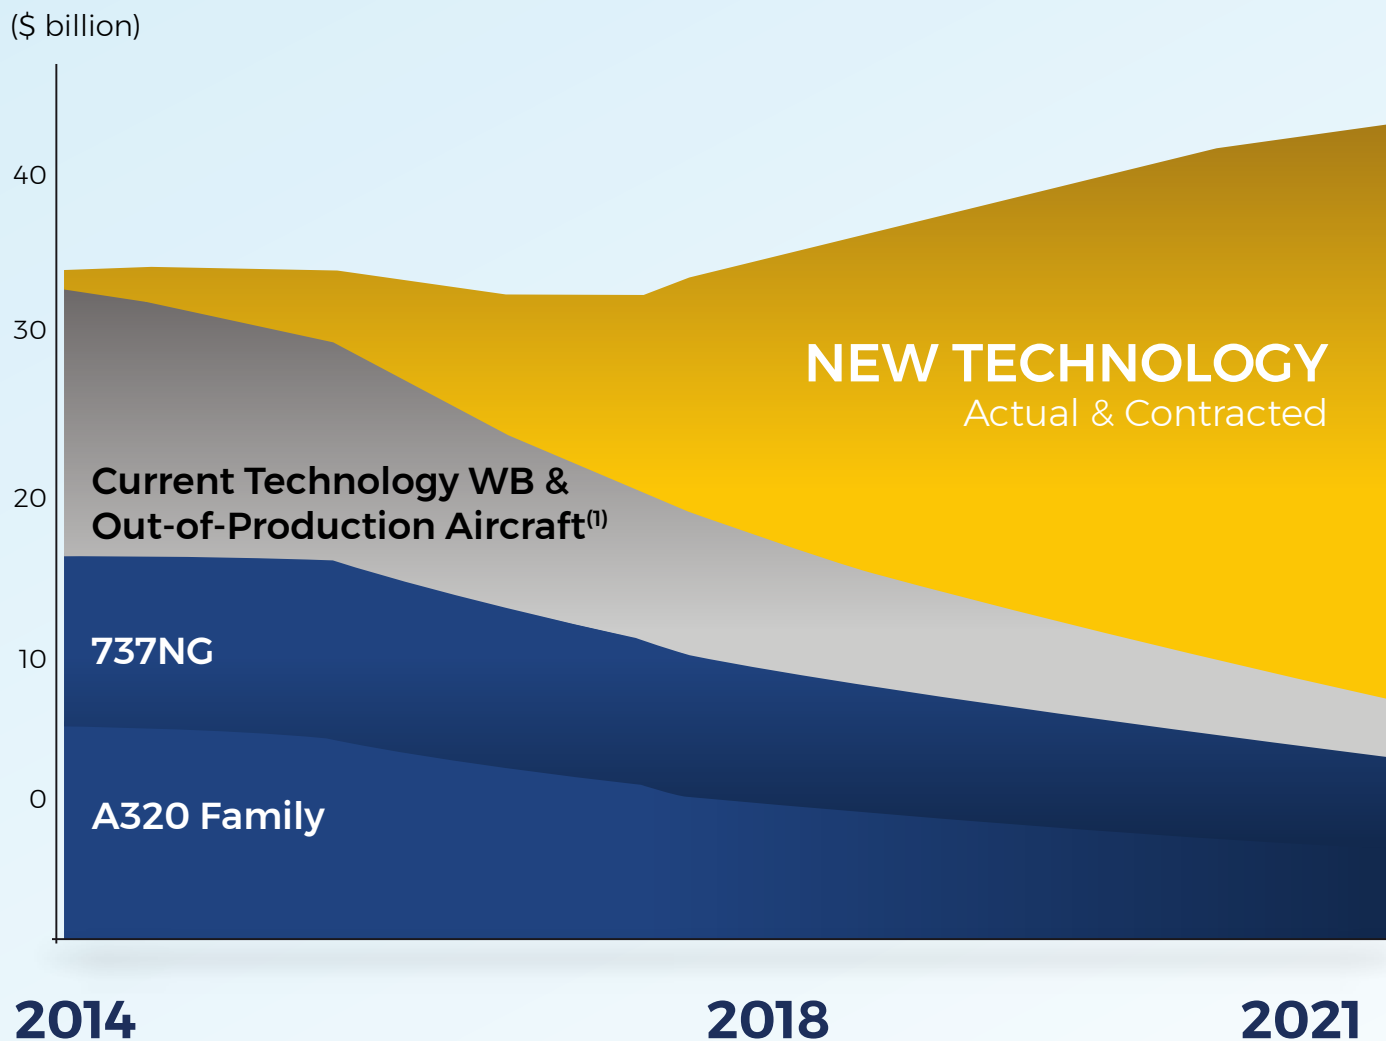 ($ billion)
40
30
20
10
0
NEW TECHNOLOGY
Actual & Contracted
Current Technology WB &
Out-of-Production Aircraft(1)
737NG
A320 Family
2014
2018
2021